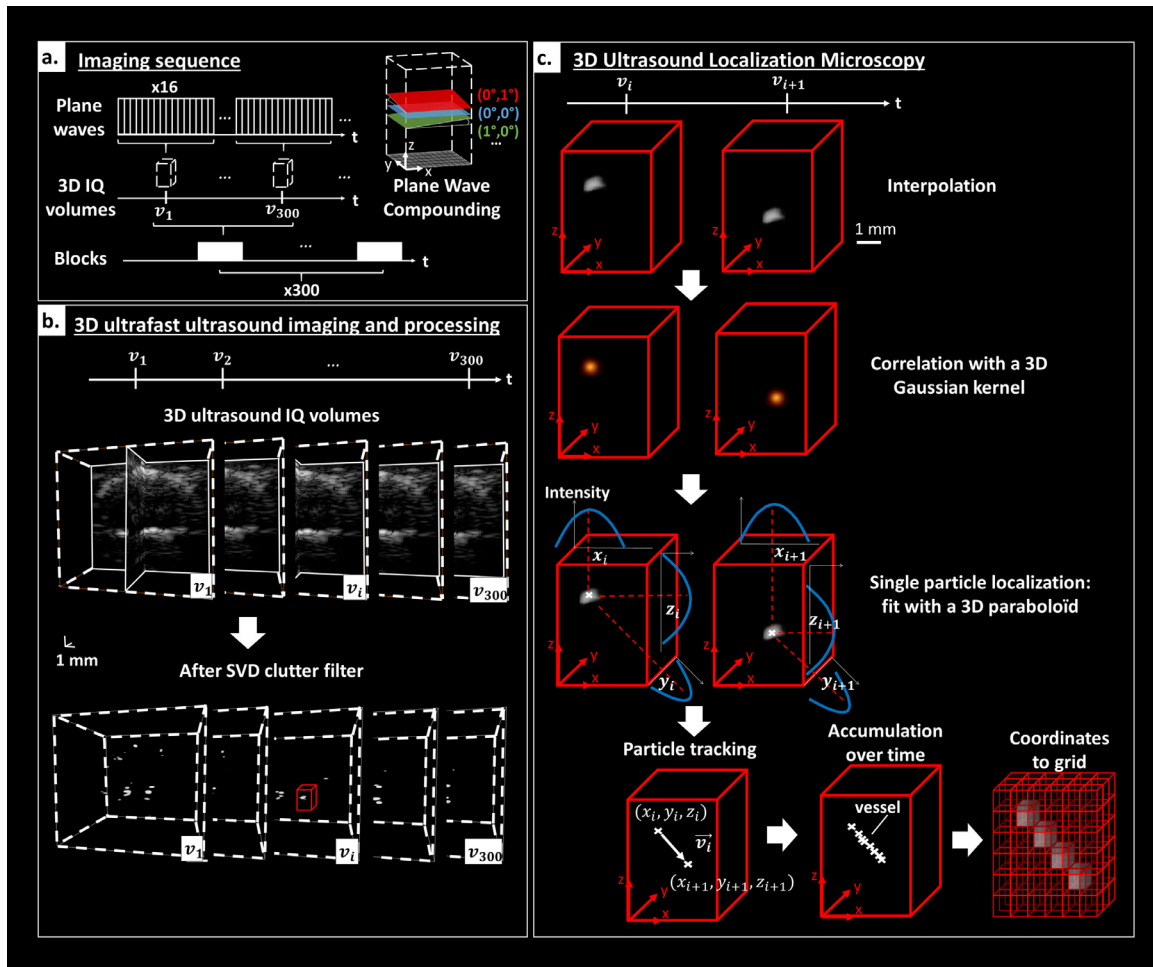 a.
Imaging sequence
x16
Plane
waves
...
...
t
3D IQ
volumes
...
...
v₁
v₃₀₀
t
Blocks
...
t
x300
(0°,1°)
(0°,0°)
(1°,0°)
...
z
y
x
Plane Wave
Compounding
b.
3D ultrafast ultrasound imaging and processing
v₁
v₂
...
v₃₀₀
t
3D ultrasound IQ volumes
v₁
vᵢ
v₃₀₀
1 mm
After SVD clutter filter
v₁
vᵢ
v₃₀₀
c.
3D Ultrasound Localization Microscopy
vᵢ
vᵢ₊₁
t
Interpolation
z
y
x
z
y
x
1 mm
Correlation with a 3D
Gaussian kernel
z
y
x
z
y
x
Intensity
xᵢ
zᵢ
yᵢ
z
y
x
xᵢ₊₁
zᵢ₊₁
yᵢ₊₁
z
y
x
Single particle localization:
fit with a 3D paraboloïd
Particle tracking
(xᵢ, yᵢ, zᵢ)
v⃗ᵢ
(xᵢ₊₁, yᵢ₊₁, zᵢ₊₁)
z
y
x
Accumulation
over time
vessel
z
y
x
Coordinates
to grid